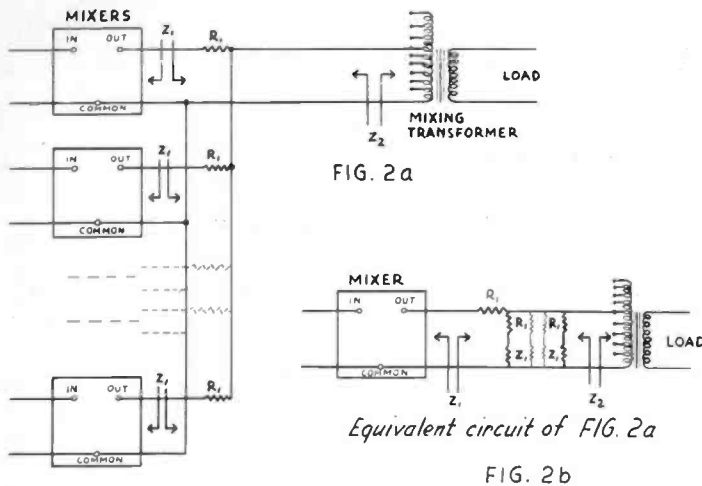 MIXERS
IN OUT Z₁ R₁
COMMON
LOAD
Z₂
MIXING
TRANSFORMER
FIG. 2a
IN OUT Z₁ R₁
COMMON
MIXER
IN OUT R₁
R₁ R₁
Z₁ Z₁
COMMON
LOAD
Z₁
Z₂
IN OUT Z₁ R₁
COMMON
Equivalent circuit of FIG. 2a
FIG. 2b